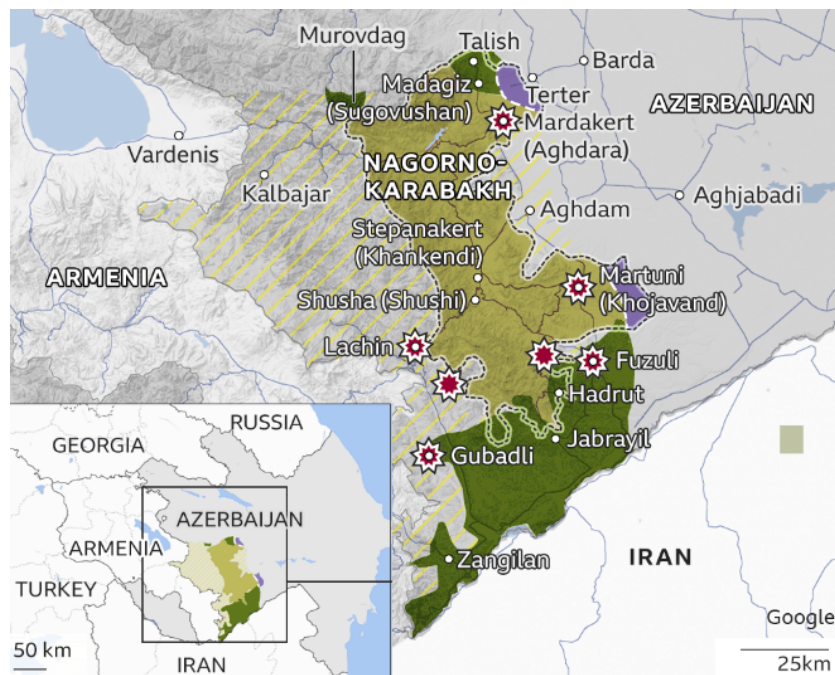 Murovdag
Talish
Barda
Madagiz
(Sugovushan)
Terter
AZERBAIJAN
Mardakert
(Aghdara)
Vardenis
NAGORNO-
KARABAKH
Kalbajar
Aghjabadi
Aghdam
Stepanakert
(Khankendi)
ARMENIA
Martuni
(Khojavand)
Shusha (Shushi)
Lachin
Fuzuli
Hadrut
Jabrayil
Gubadli
Zangilan
IRAN
Google
25km
RUSSIA
GEORGIA
AZERBAIJAN
ARMENIA
TURKEY
IRAN
50 km